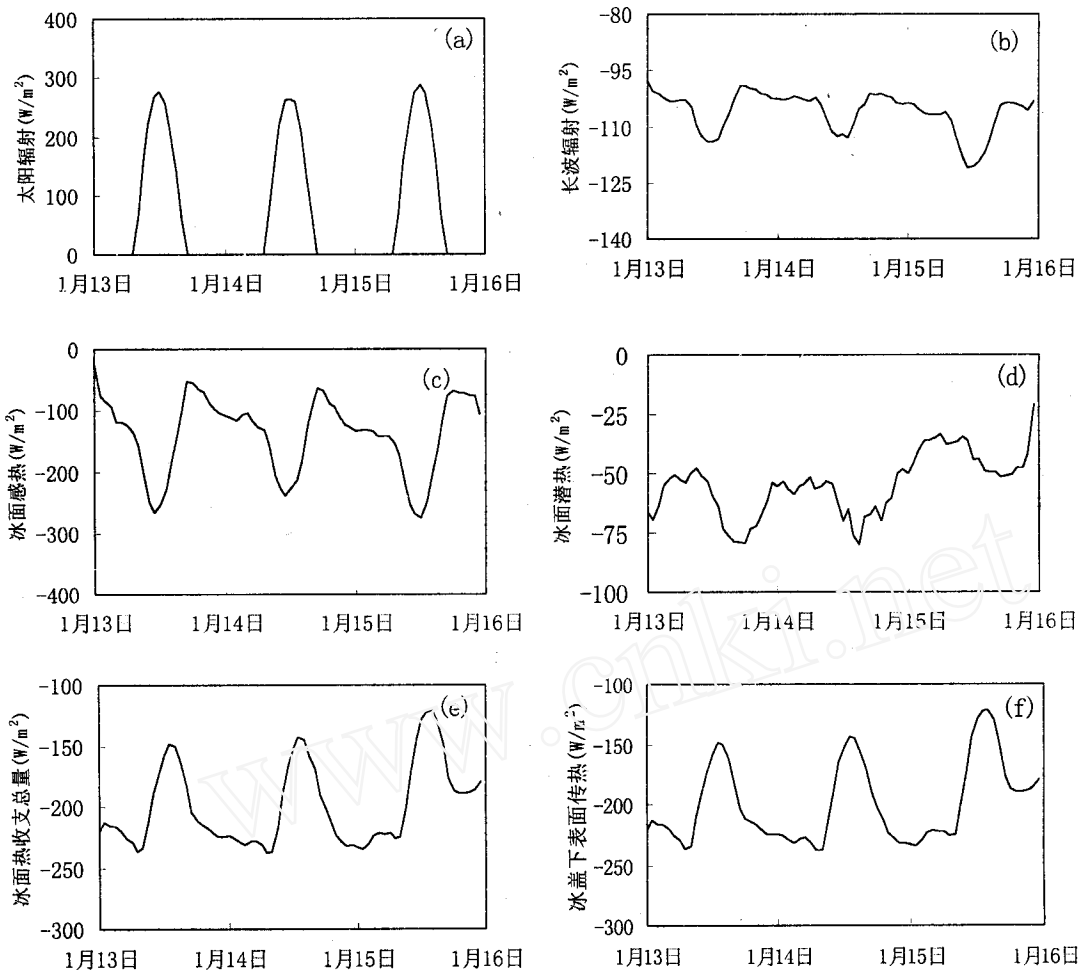 400
300
200
100
0
太阳辐射(W/m²)
(a)
1月13日 1月14日 1月15日 1月16日
-80
-95
-110
-125
-140
长波辐射(W/m²)
(b)
1月13日 1月14日 1月15日 1月16日
0
-100
-200
-300
-400
冰面感热(W/m²)
(c)
1月13日 1月14日 1月15日 1月16日
0
-25
-50
-75
-100
冰面潜热(W/m²)
(d)
1月13日 1月14日 1月15日 1月16日
-100
-150
-200
-250
-300
冰面热收支总量(W/m²)
(e)
1月13日 1月14日 1月15日 1月16日
-100
-150
-200
-250
-300
冰盖下表面传热(W/m²)
(f)
1月13日 1月14日 1月15日 1月16日
www.cnki.net